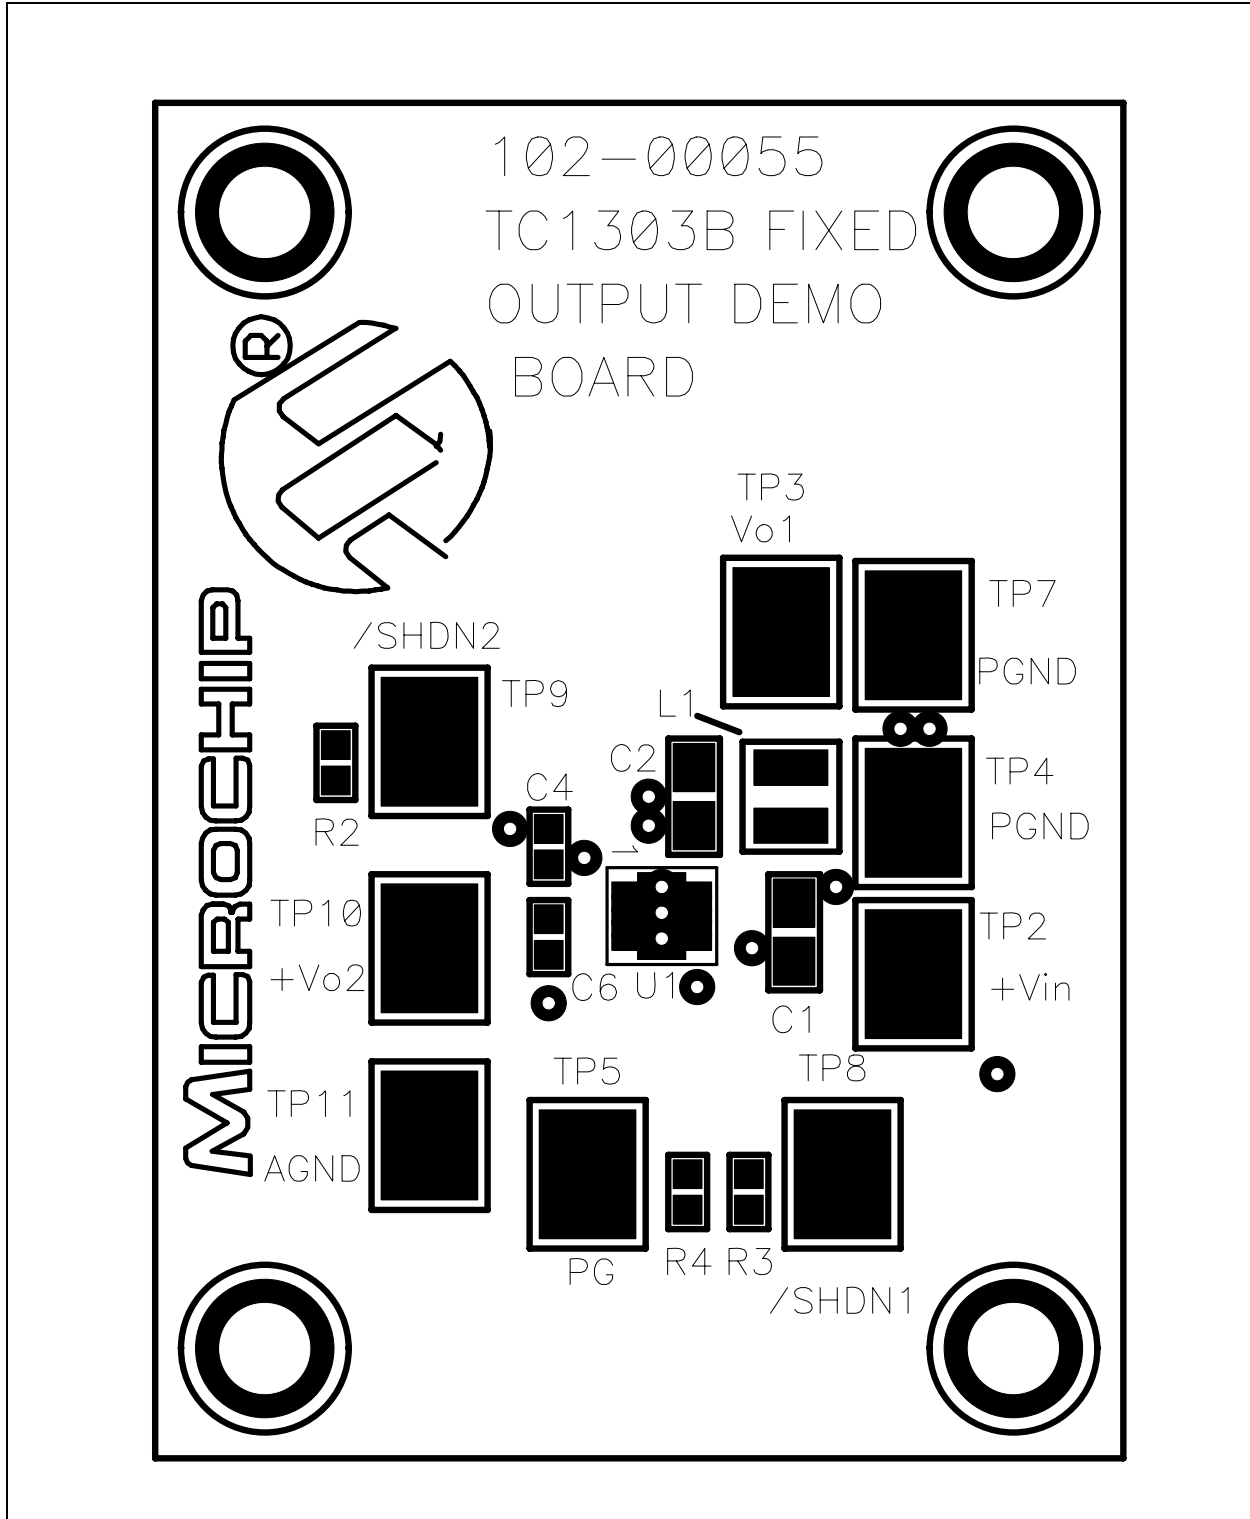 102-00055
TC1303B FIXED
OUTPUT DEMO
BOARD
®
MICROCHIP
TP3
Vo1
TP7
PGND
/SHDN2
TP9
L1
C2
TP4
PGND
C4
R2
1
TP10
+Vo2
TP2
+Vin
C6
U1
C1
TP5
TP8
TP11
AGND
PG
R4
R3
/SHDN1